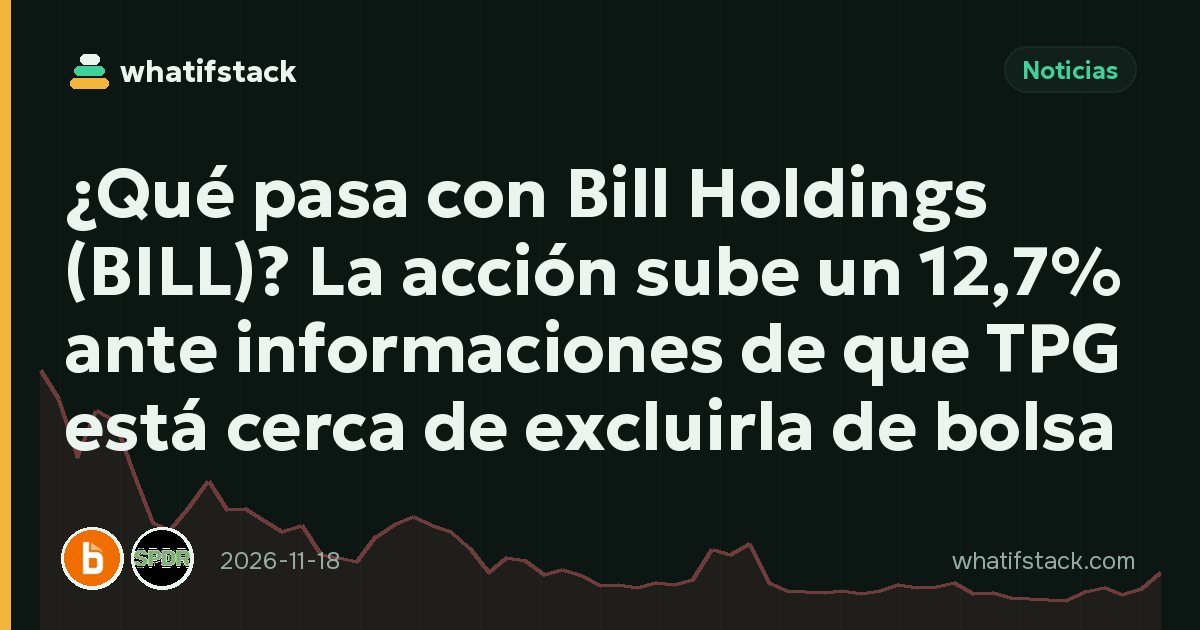 whatifstack
Noticias
¿Qué pasa con Bill Holdings
(BILL)? La acción sube un 12,7%
ante informaciones de que TPG
está cerca de excluirla de bolsa
b
SPDR
2026-11-18
whatifstack.com